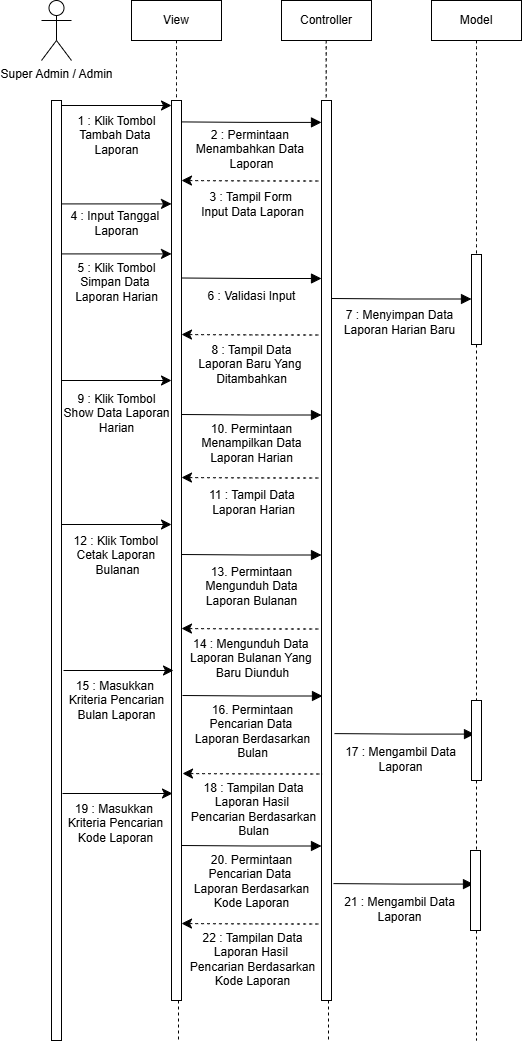 View
Controller
Model
Super Admin / Admin
1 : Klik Tombol
Tambah Data
Laporan
2 : Permintaan
Menambahkan Data
Laporan
3 : Tampil Form
Input Data Laporan
4 : Input Tanggal
Laporan
5 : Klik Tombol
Simpan Data
Laporan Harian
6 : Validasi Input
7 : Menyimpan Data
Laporan Harian Baru
8 : Tampil Data
Laporan Baru Yang
Ditambahkan
9 : Klik Tombol
Show Data Laporan
Harian
10. Permintaan
Menampilkan Data
Laporan Harian
11 : Tampil Data
Laporan Harian
12 : Klik Tombol
Cetak Laporan
Bulanan
13. Permintaan
Mengunduh Data
Laporan Bulanan
14 : Mengunduh Data
Laporan Bulanan Yang
Baru Diunduh
15 : Masukkan
Kriteria Pencarian
Bulan Laporan
16. Permintaan
Pencarian Data
Laporan Berdasarkan
Bulan
17 : Mengambil Data
Laporan
18 : Tampilan Data
Laporan Hasil
Pencarian Berdasarkan
Bulan
19 : Masukkan
Kriteria Pencarian
Kode Laporan
20. Permintaan
Pencarian Data
Laporan Berdasarkan
Kode Laporan
21 : Mengambil Data
Laporan
22 : Tampilan Data
Laporan Hasil
Pencarian Berdasarkan
Kode Laporan